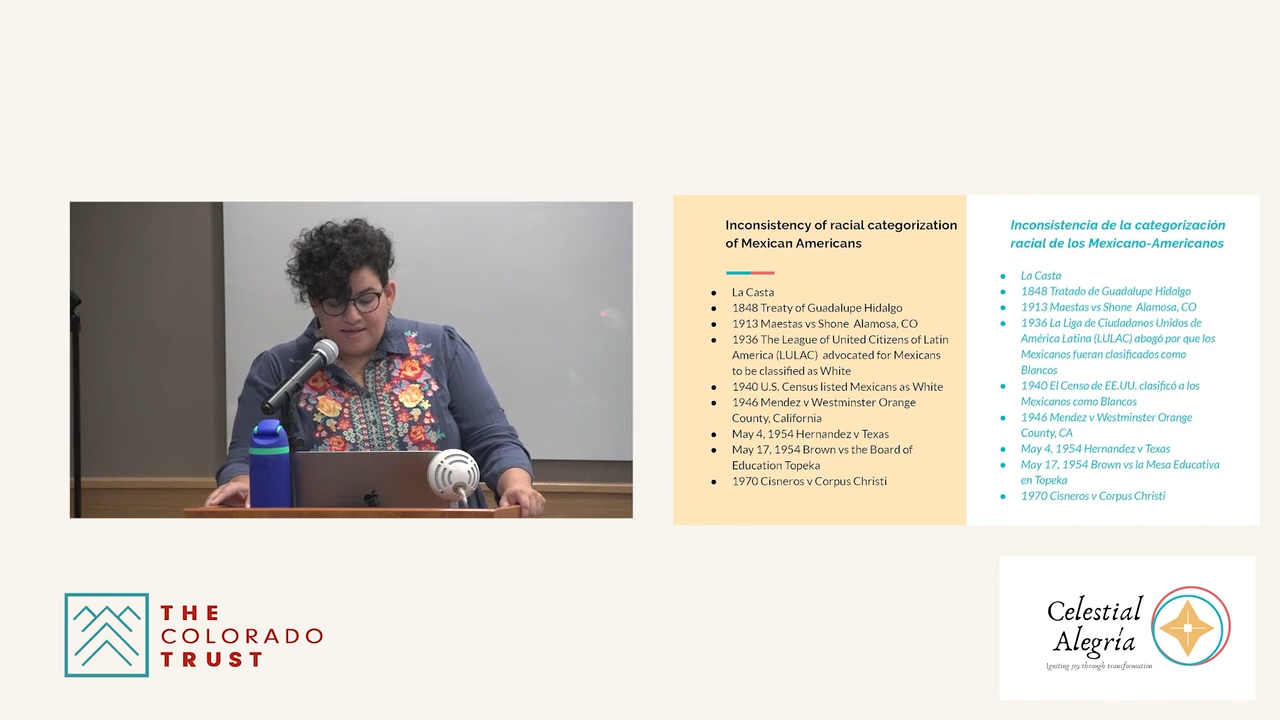 Inconsistency of racial categorization
of Mexican Americans
La Casta
1848 Treaty of Guadalupe Hidalgo
1913 Maestas vs Shone Alamosa, CO
1936 The League of United Citizens of Latin
America (LULAC) advocated for Mexicans
to be classified as White
1940 U.S. Census listed Mexicans as White
1946 Mendez v Westminster Orange
County, California
May 4, 1954 Hernandez v Texas
May 17, 1954 Brown vs the Board of
Education Topeka
1970 Cisneros v Corpus Christi
Inconsistencia de la categorización
racial de los Mexicano-Americanos
La Casta
1848 Tratado de Guadalupe Hidalgo
1913 Maestas vs Shone Alamosa, CO
1936 La Liga de Ciudadanos Unidos de
América Latina (LULAC) abogó por que los
Mexicanos fueran clasificados como
Blancos
1940 El Censo de EE.UU. clasificó a los
Mexicanos como Blancos
1946 Mendez v Westminster Orange
County, CA
May 4, 1954 Hernandez v Texas
May 17, 1954 Brown vs la Mesa Educativa
en Topeka
1970 Cisneros v Corpus Christi
THE
COLORADO
TRUST
Celestial
Alegría
Igniting joy through transformation